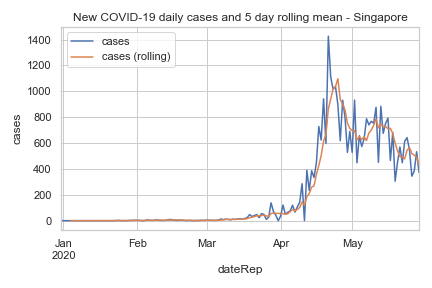 New COVID-19 daily cases and 5 day rolling mean - Singapore
cases
cases (rolling)
1400
1200
1000
800
600
400
200
0
cases
Jan Feb Mar Apr May
2020
dateRep